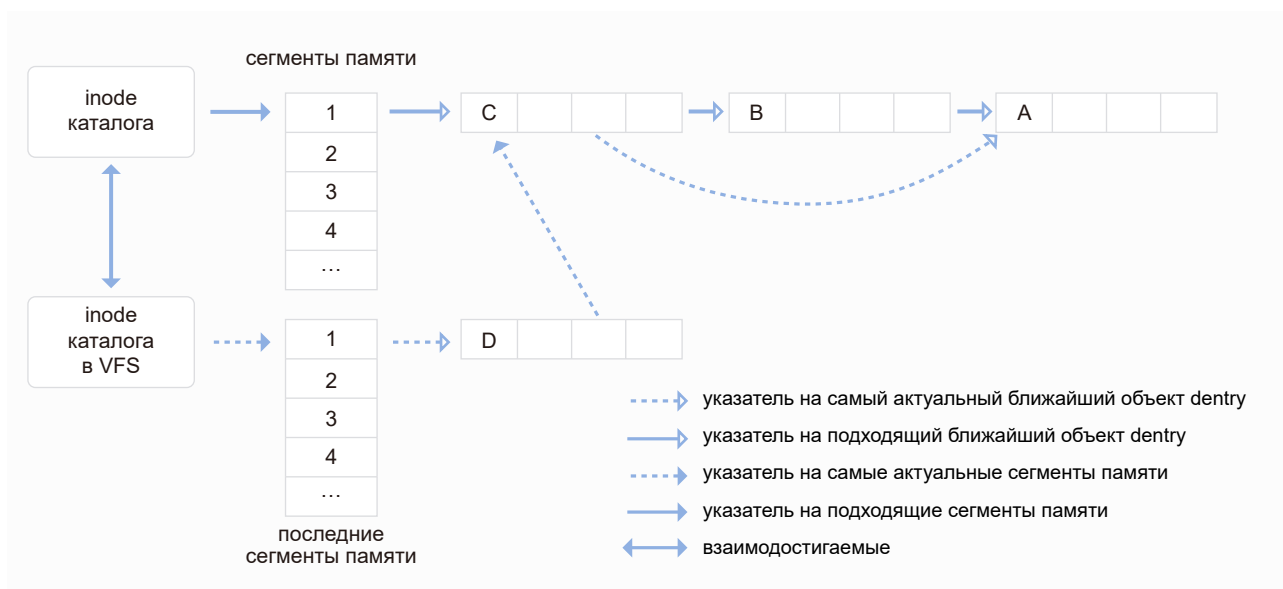 сегменты памяти
inode
каталога
1
C
B
A
2
3
4
...
inode
каталога
в VFS
1
D
2
3
4
...
последние
сегменты памяти
указатель на самый актуальный ближайший объект dentry
указатель на подходящий ближайший объект dentry
указатель на самые актуальные сегменты памяти
указатель на подходящие сегменты памяти
взаимодостигаемые